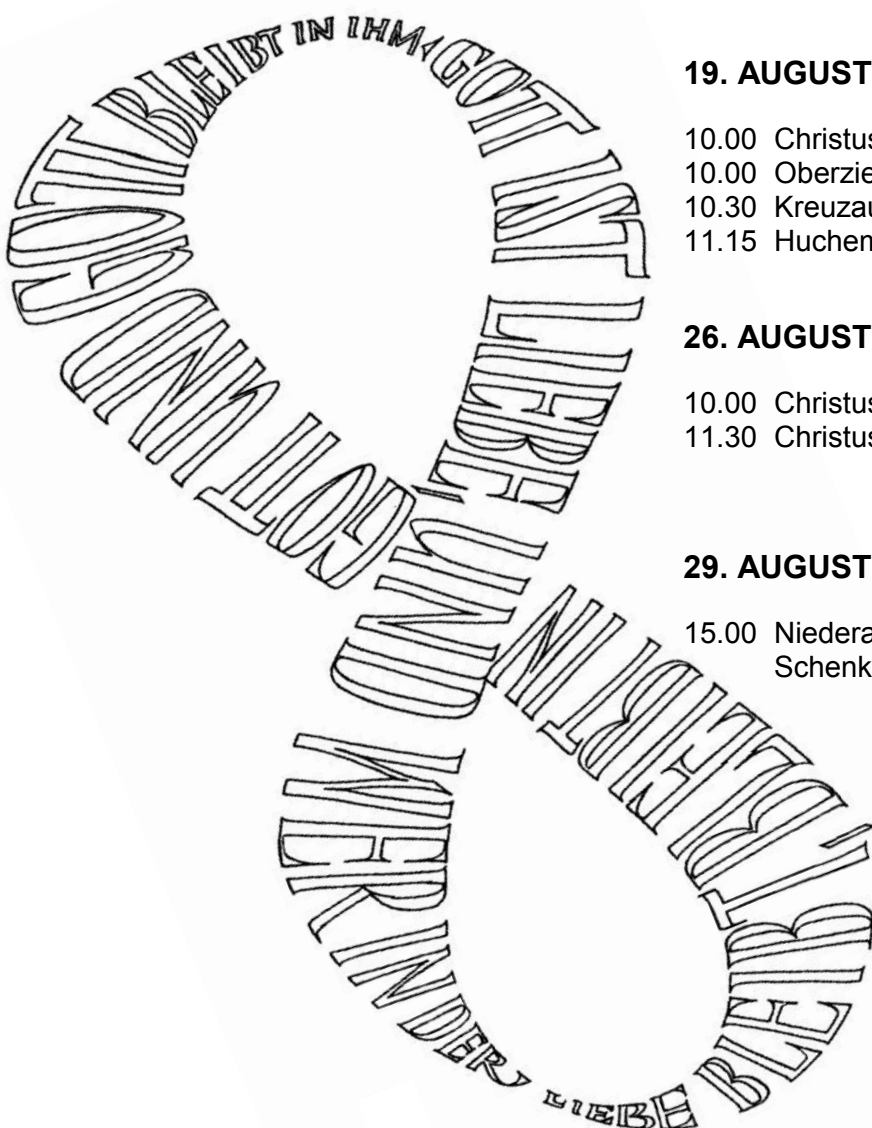 GOTT IST LIEBE, UND WER IN DER LIEBE BLEIBT, BLEIBT IN GOTT UND GOTT BLEIBT IN IHM
19. AUGUST
10.00 Christus
10.00 Oberzie
10.30 Kreuzau
11.15 Huchem
26. AUGUST
10.00 Christus
11.30 Christus
29. AUGUST
15.00 Niedera
Schenk